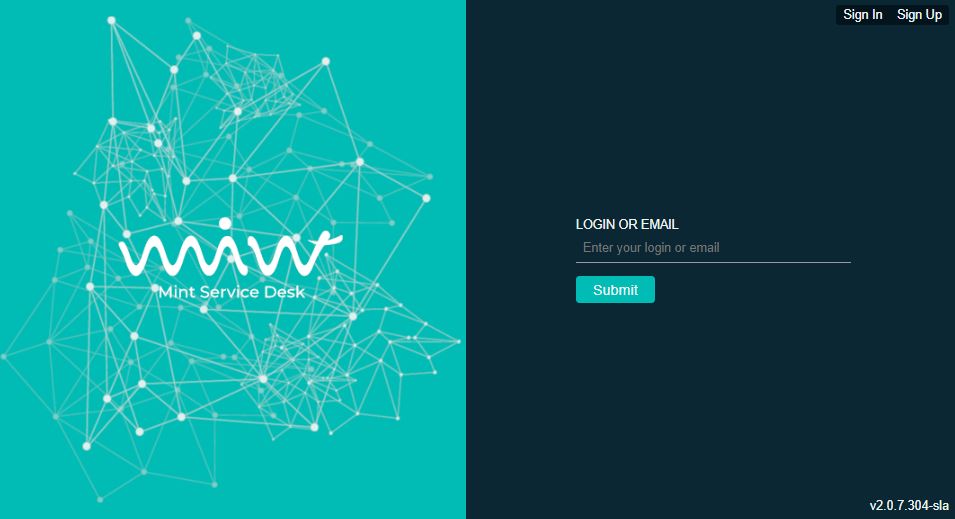 Sign In Sign Up
mint
Mint Service Desk
LOGIN OR EMAIL
Enter your login or email
Submit
v2.0.7.304-sla